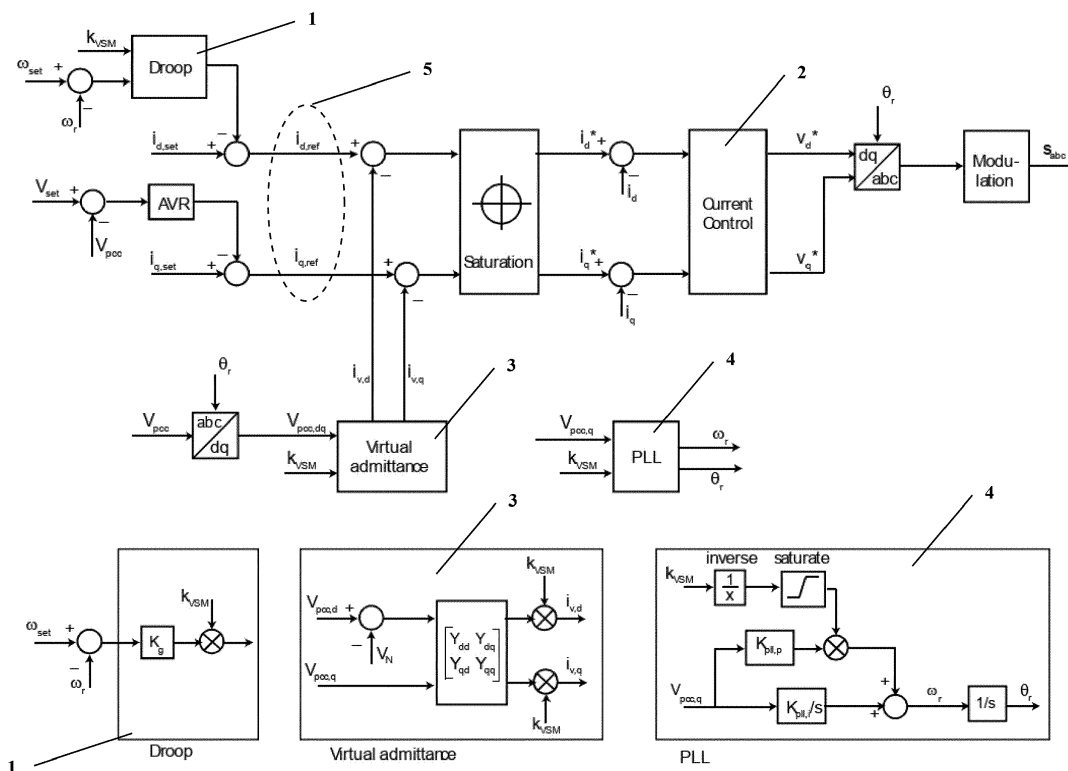 1
k_VSM
Droop
ω_set + − ω_r
5
2
θ_r
i_d,set + − i_d,ref + −
i_d* + − i_d
v_d*
dq abc
Modu-
lation
s_abc
V_set + − V_pcc
AVR
Current
Control
Saturation
i_q,set + − i_q,ref + −
i_q* + − i_q
v_q*
i_v,d i_v,q
θ_r
3
4
V_pcc
abc dq
V_pcc,dq
k_VSM
Virtual
admittance
V_pcc,q
k_VSM
PLL
ω_r
θ_r
3
4
k_VSM
ω_set + − ω_r
K_g
Droop
1
V_pcc,d + − V_N
V_pcc,q
Y_dd Y_dq
Y_qd Y_qq
k_VSM
i_v,d
i_v,q
k_VSM
Virtual admittance
inverse saturate
k_VSM
1
x
K_pll,p
V_pcc,q
K_pll,i/s
+ +
ω_r
1/s
θ_r
PLL